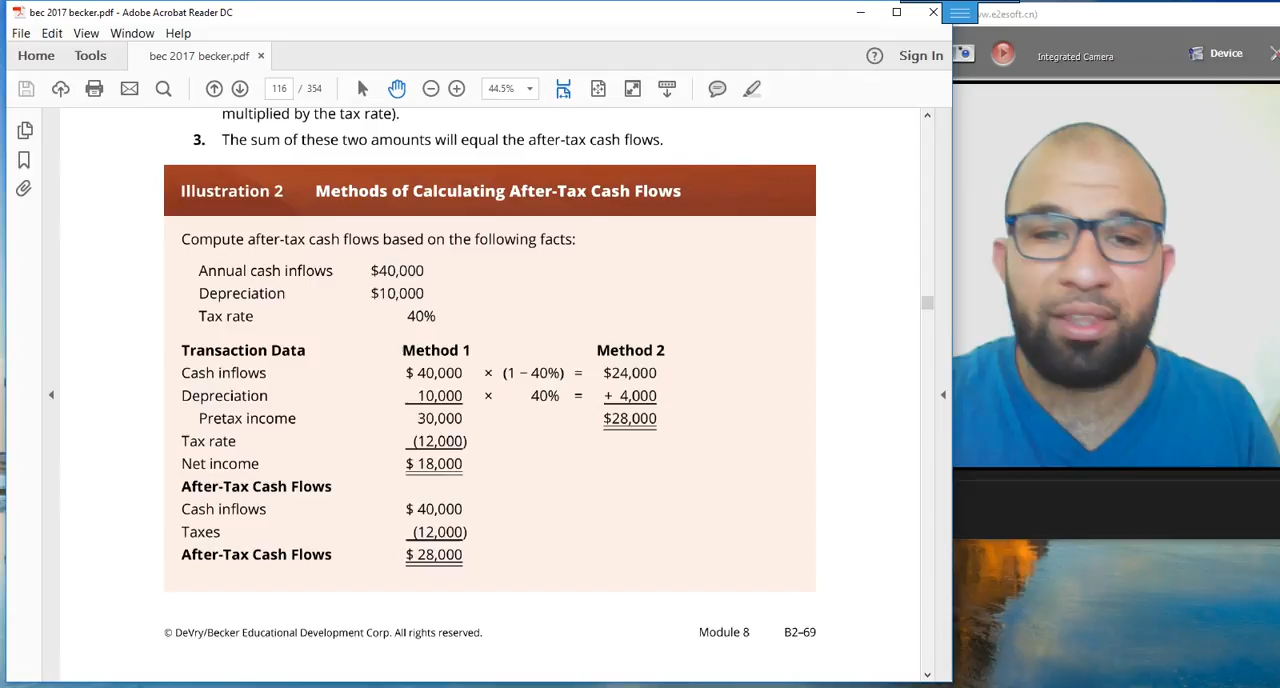 bec 2017 becker.pdf - Adobe Acrobat Reader DC
File Edit View Window Help
Home Tools bec 2017 becker.pdf × Sign In
116 / 354 44.5%
w.e2esoft.cn)
Integrated Camera Device
multiplied by the tax rate).
3. The sum of these two amounts will equal the after-tax cash flows.
Illustration 2 Methods of Calculating After-Tax Cash Flows
Compute after-tax cash flows based on the following facts:
Annual cash inflows $40,000
Depreciation $10,000
Tax rate 40%
Transaction Data Method 1 Method 2
Cash inflows $ 40,000 × (1 − 40%) = $24,000
Depreciation 10,000 × 40% = + 4,000
Pretax income 30,000 $28,000
Tax rate (12,000)
Net income $ 18,000
After-Tax Cash Flows
Cash inflows $ 40,000
Taxes (12,000)
After-Tax Cash Flows $ 28,000
© DeVry/Becker Educational Development Corp. All rights reserved. Module 8 B2–69